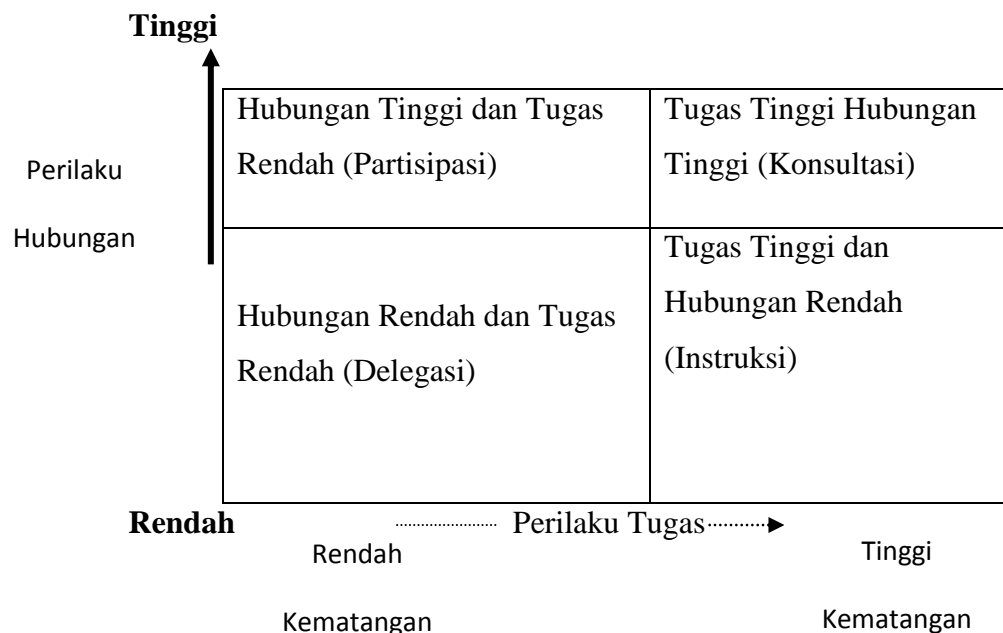 Tinggi
Hubungan Tinggi dan Tugas
Rendah (Partisipasi)
Tugas Tinggi Hubungan
Tinggi (Konsultasi)
Perilaku
Hubungan
Hubungan Rendah dan Tugas
Rendah (Delegasi)
Tugas Tinggi dan
Hubungan Rendah
(Instruksi)
Rendah
Perilaku Tugas
Rendah
Kematangan
Tinggi
Kematangan